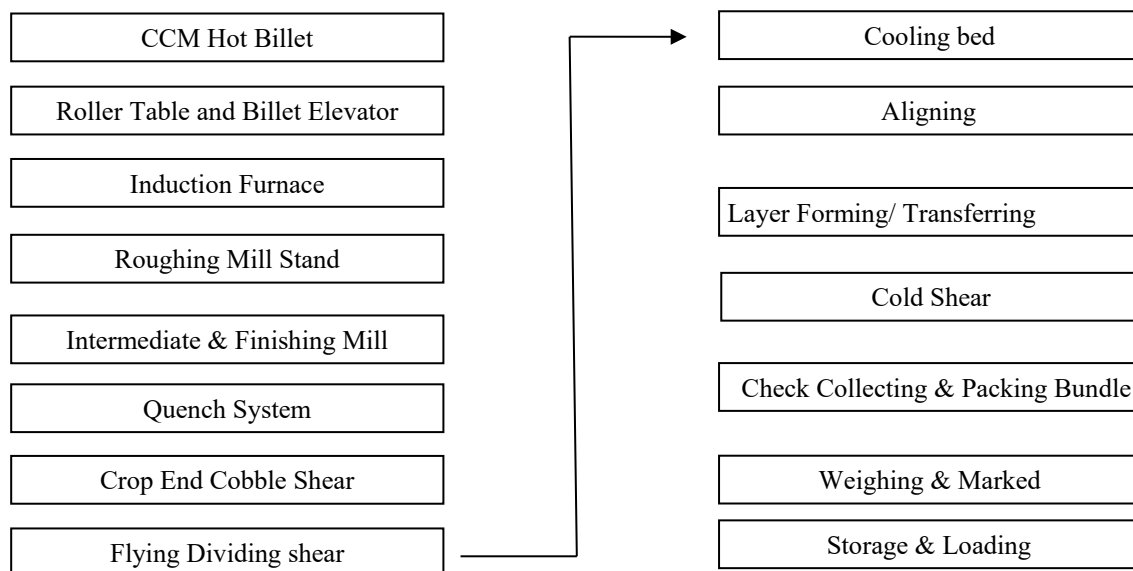 CCM Hot Billet
Roller Table and Billet Elevator
Induction Furnace
Roughing Mill Stand
Intermediate & Finishing Mill
Quench System
Crop End Cobble Shear
Flying Dividing shear
Cooling bed
Aligning
Layer Forming/ Transferring
Cold Shear
Check Collecting & Packing Bundle
Weighing & Marked
Storage & Loading